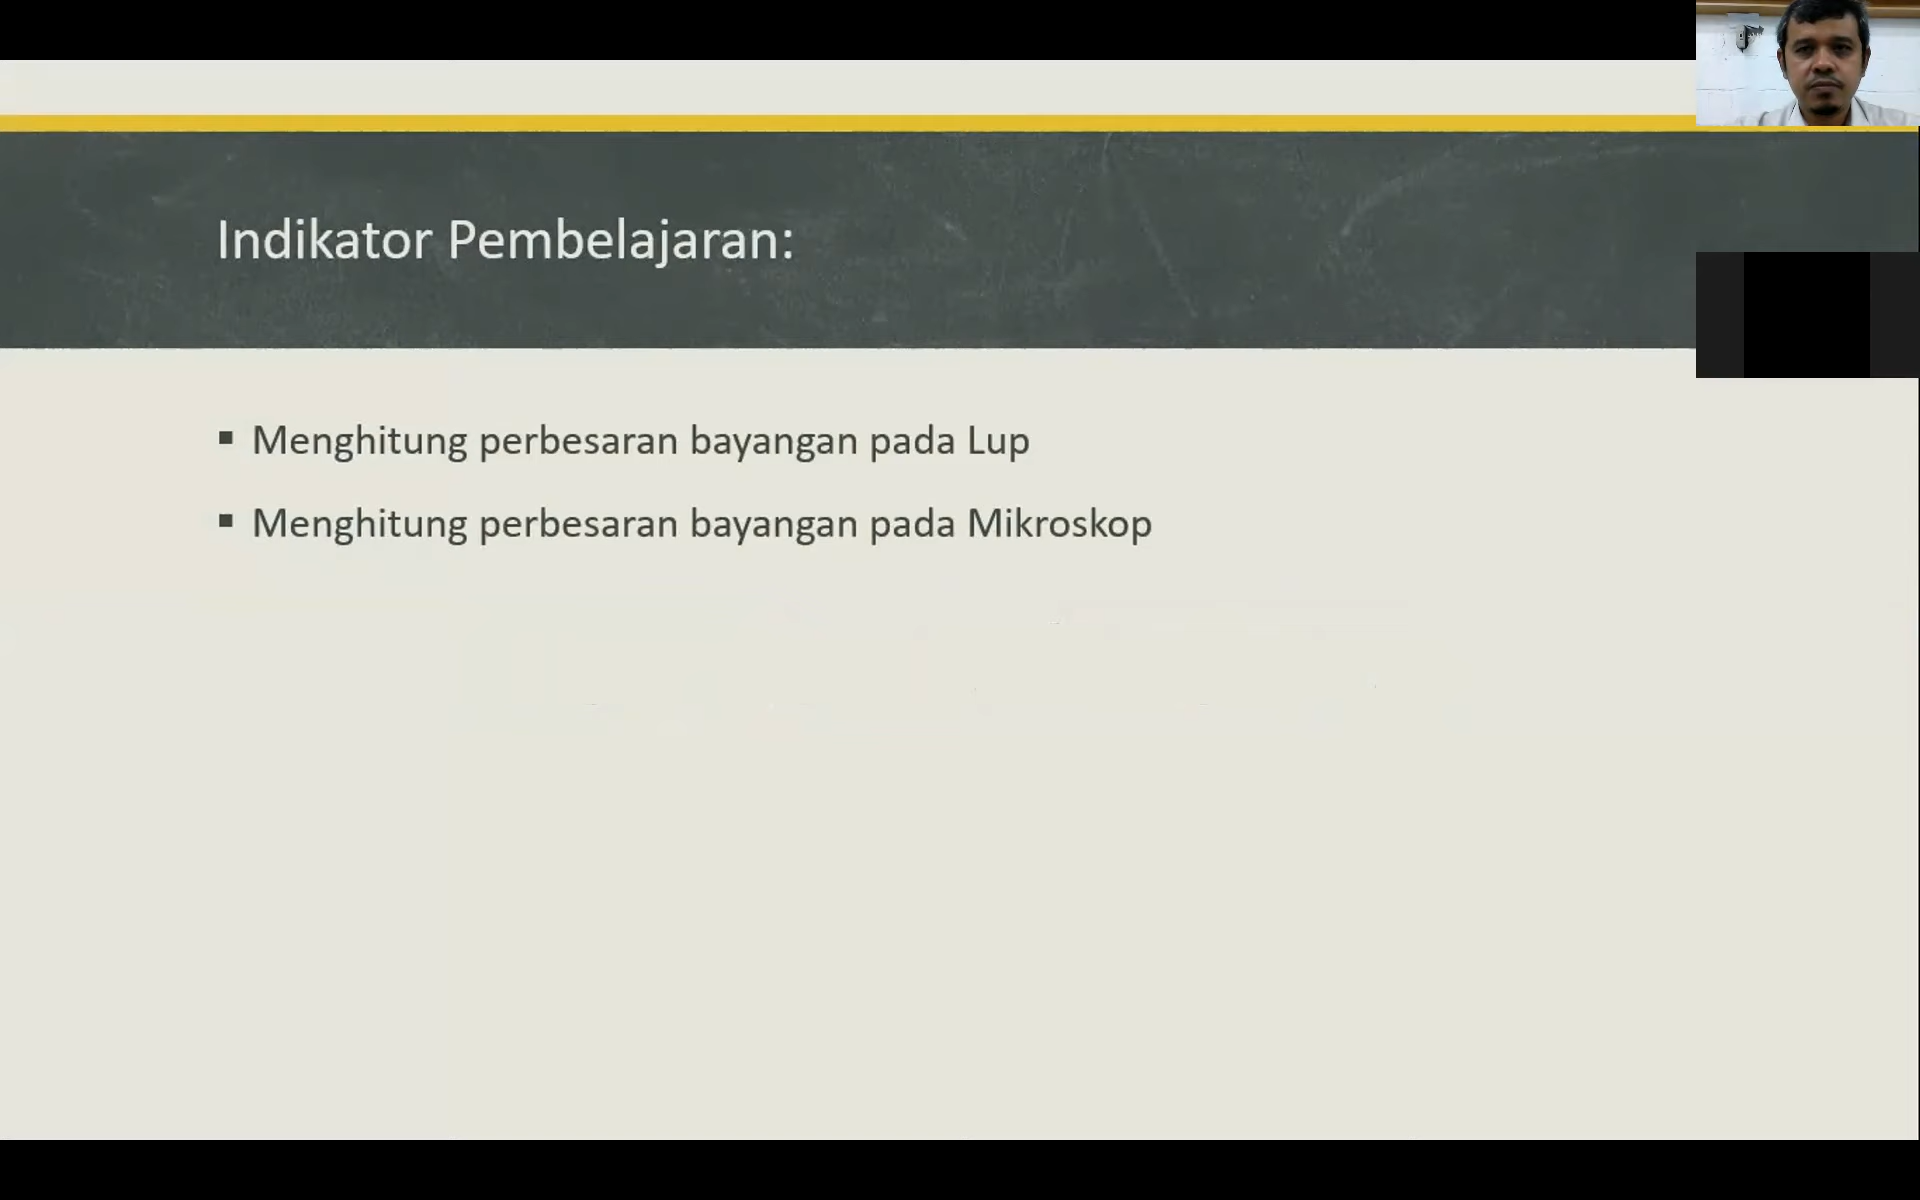 Indikator Pembelajaran:
▪ Menghitung perbesaran bayangan pada Lup
▪ Menghitung perbesaran bayangan pada Mikroskop